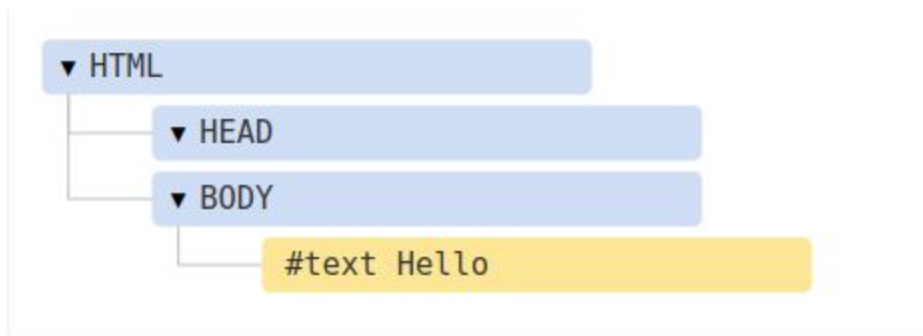 ▼ HTML
▼ HEAD
▼ BODY
#text Hello